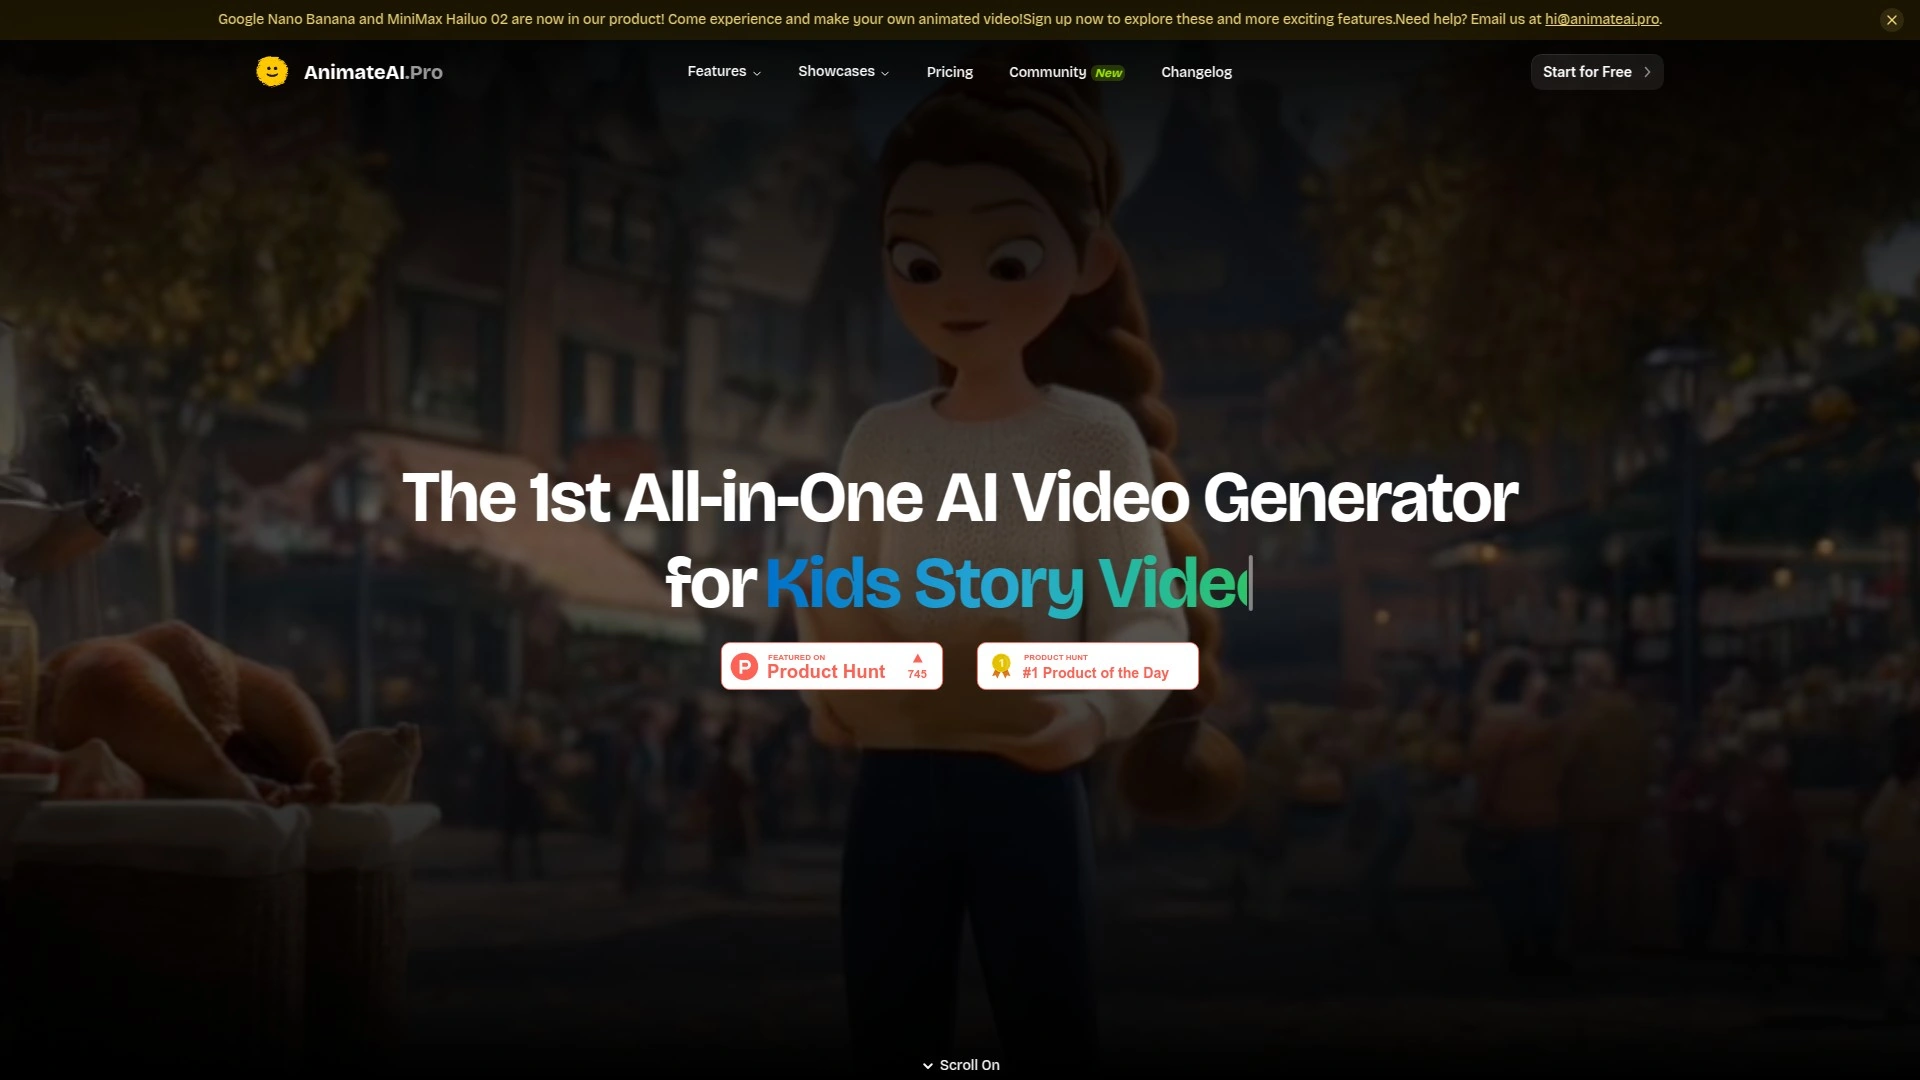 Google Nano Banana and MiniMax Hailuo 02 are now in our product! Come experience and make your own animated video!Sign up now to explore these and more exciting features.Need help? Email us at hi@animateai.pro.
AnimateAI.Pro
Features
Showcases
Pricing
Community New
Changelog
Start for Free
The 1st All-in-One AI Video Generator
for Kids Story Video
FEATURED ON
Product Hunt
745
1
PRODUCT HUNT
#1 Product of the Day
Scroll On